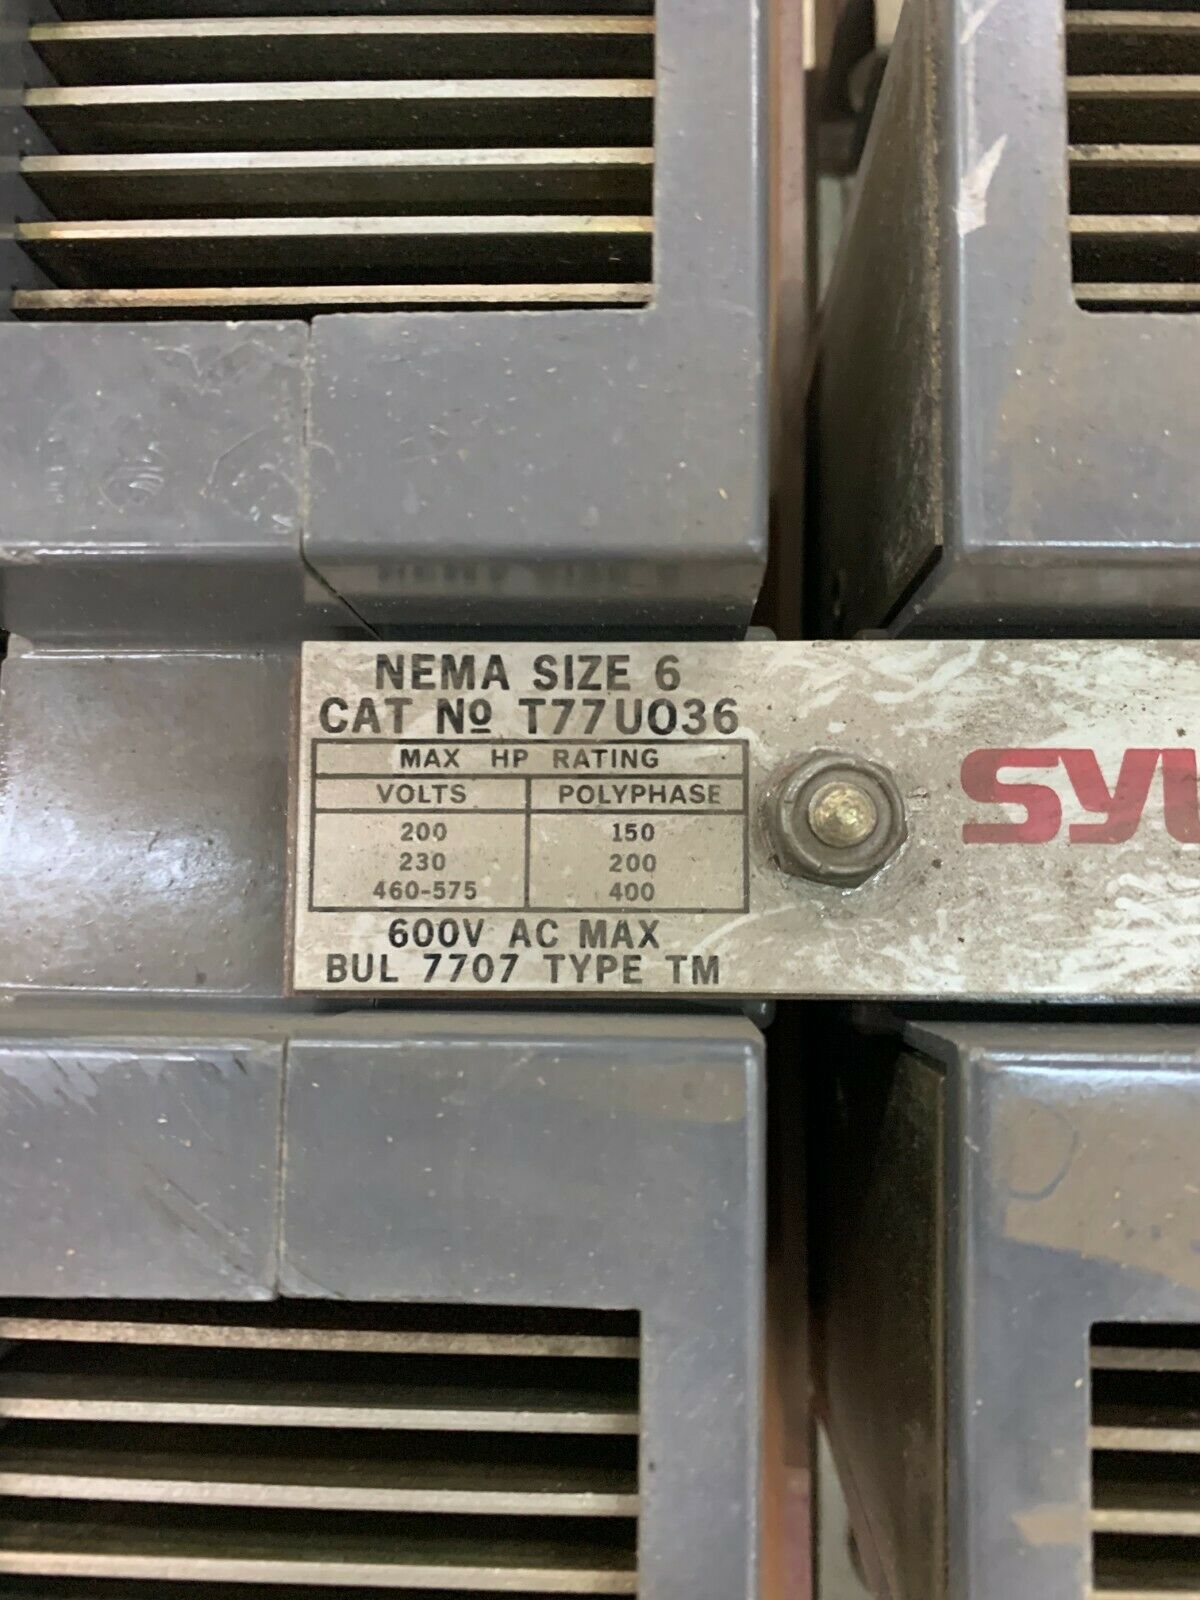 NEMA SIZE 6
CAT No T77U036
MAX HP RATING
VOLTS POLYPHASE
200 150
230 200
460-575 400
600V AC MAX
BUL 7707 TYPE TM